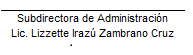 Subdirectora de Administración
Lic. Lizzette Irazú Zambrano Cruz